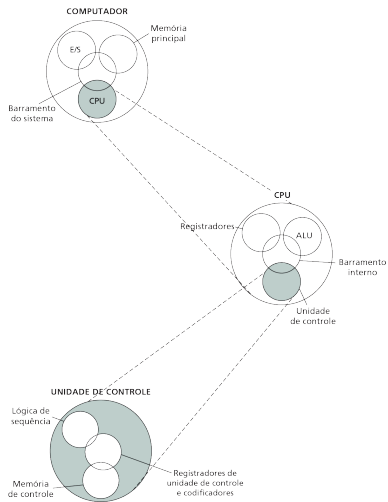 COMPUTADOR
Memória
principal
E/S
Barramento
do sistema
CPU
CPU
Registradores
ALU
Barramento
interno
Unidade
de controle
UNIDADE DE CONTROLE
Lógica de
sequência
Memória
de controle
Registradores de
unidade de controle
e codificadores